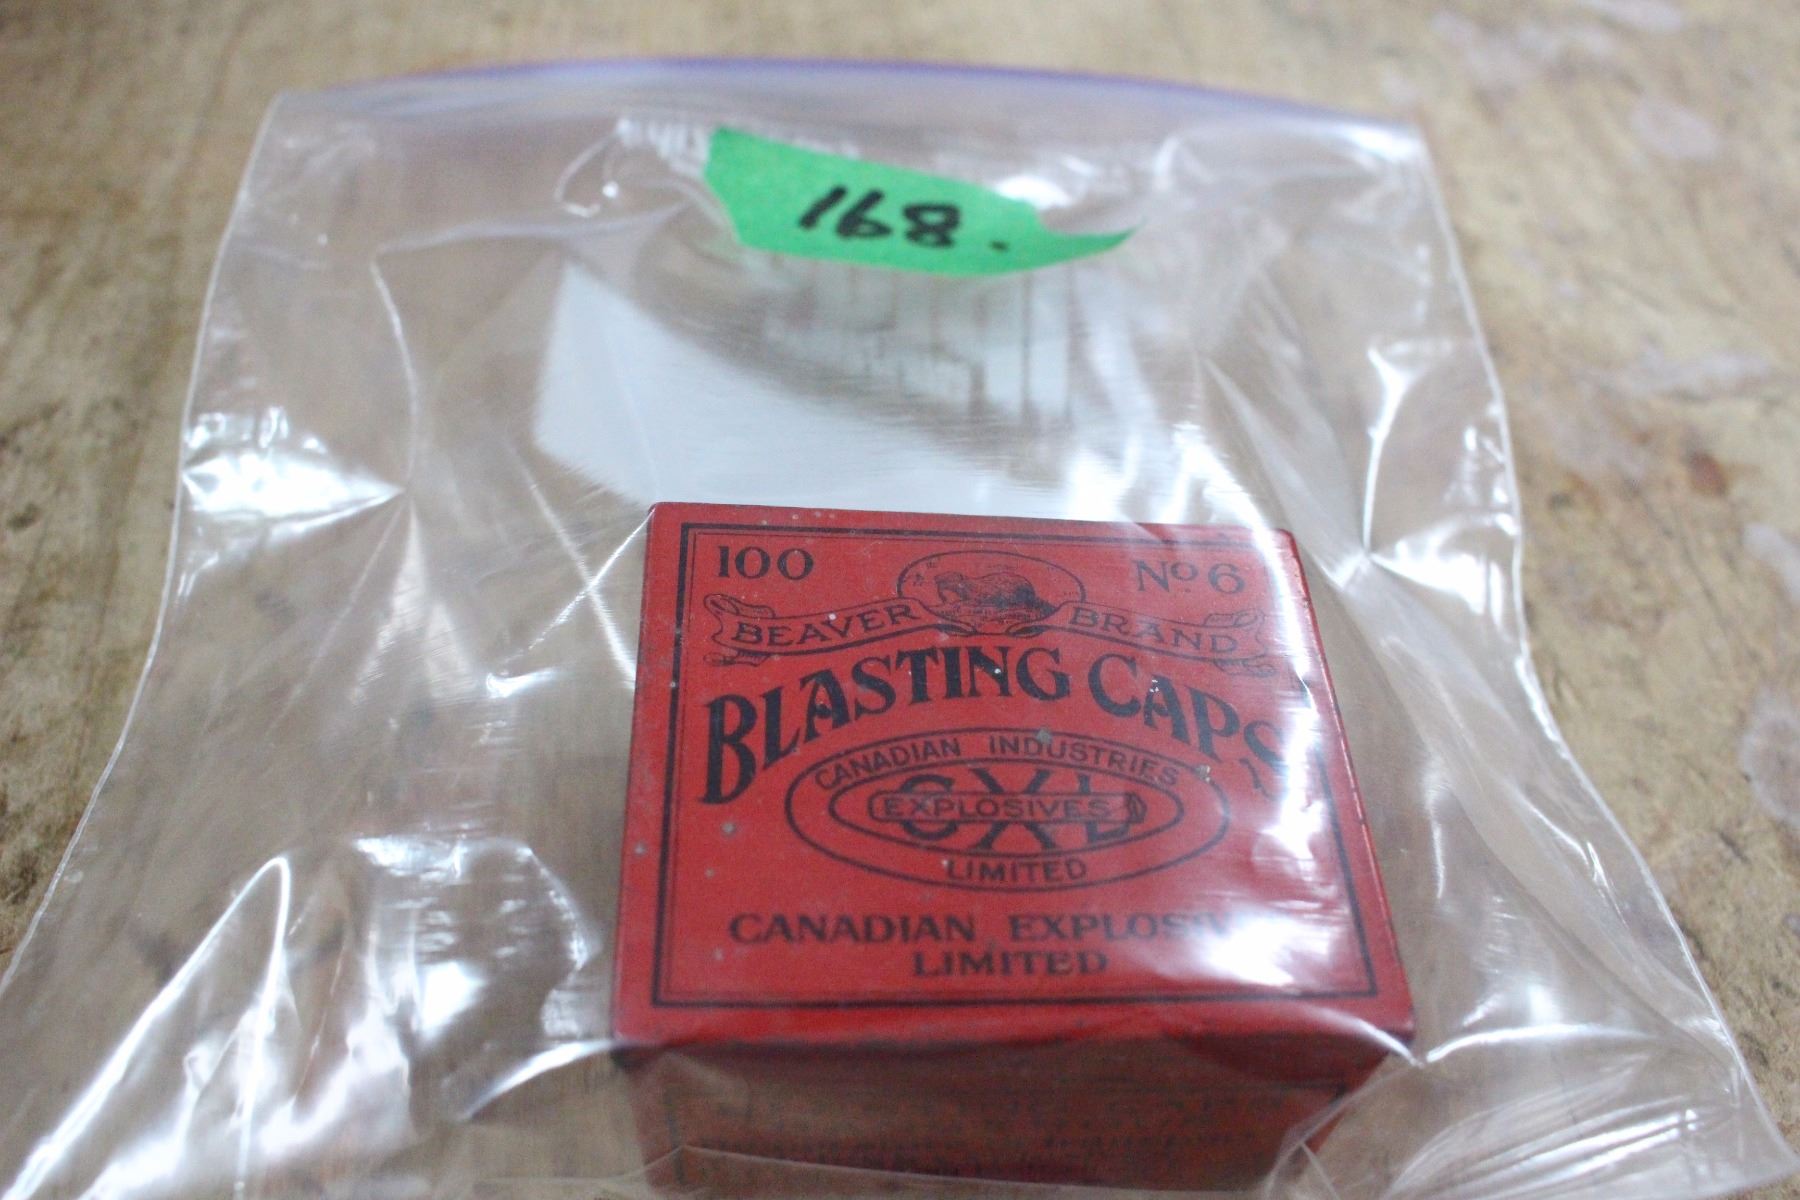 168.
100 No 6
BEAVER BRAND
BLASTING CAPS
CANADIAN INDUSTRIES
CXL
EXPLOSIVES
LIMITED
CANADIAN
LIMITED